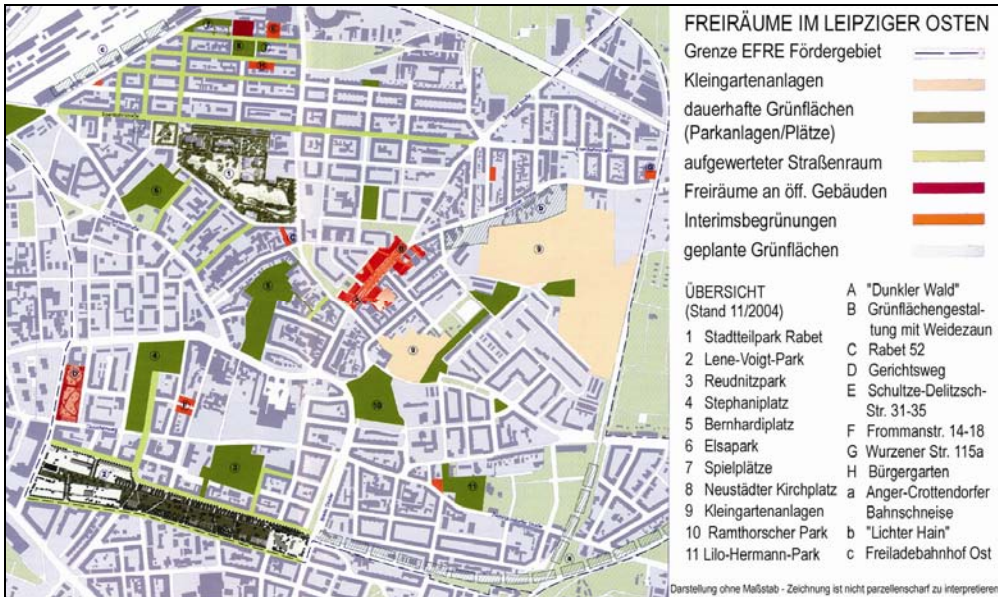 FREIRÄUME IM LEIPZIGER OSTEN
Grenze EFRE Fördergebiet
Kleingartenanlagen
dauerhafte Grünflächen
(Parkanlagen/Plätze)
aufgewerteter Straßenraum
Freiräume an öff. Gebäuden
Interimsbegrünungen
geplante Grünflächen
ÜBERSICHT
(Stand 11/2004)
1 Stadtteilpark Rabet
2 Lene-Voigt-Park
3 Reudnitzpark
4 Stephaniplatz
5 Bernhardiplatz
6 Elsapark
7 Spielplätze
8 Neustädter Kirchplatz
9 Kleingartenanlagen
10 Ramthorscher Park
11 Lilo-Hermann-Park
A "Dunkler Wald"
B Grünflächengestal-
tung mit Weidezaun
C Rabet 52
D Gerichtsweg
E Schultze-Delitzsch-
Str. 31-35
F Frommanstr. 14-18
G Wurzener Str. 115a
H Bürgergarten
a Anger-Crottendorfer
Bahnschneise
b "Lichter Hain"
c Freiladebahnhof Ost
Darstellung ohne Maßstab - Zeichnung ist nicht parzellenscharf zu interpretieren